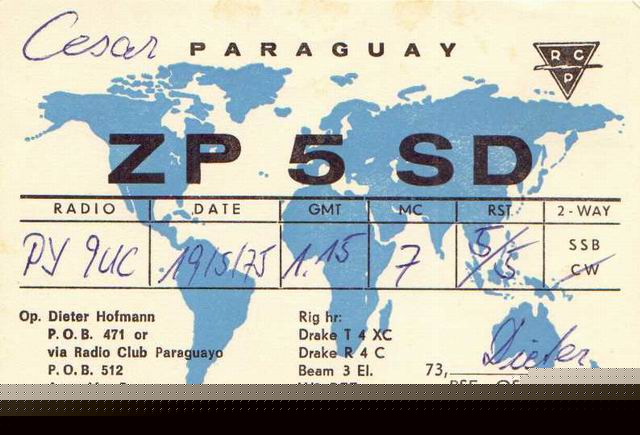 Cesar PARAGUAY
R C P
ZP 5 SD
RADIO DATE GMT MC RST 2-WAY
PY 9UC 19/5/75 1.15 7 5/5 SSB
CW
Op. Dieter Hofmann
P.O.B. 471 or
via Radio Club Paraguayo
P.O.B. 512
Rig hr:
Drake T 4 XC
Drake R 4 C
Beam 3 El.
73, Dieter